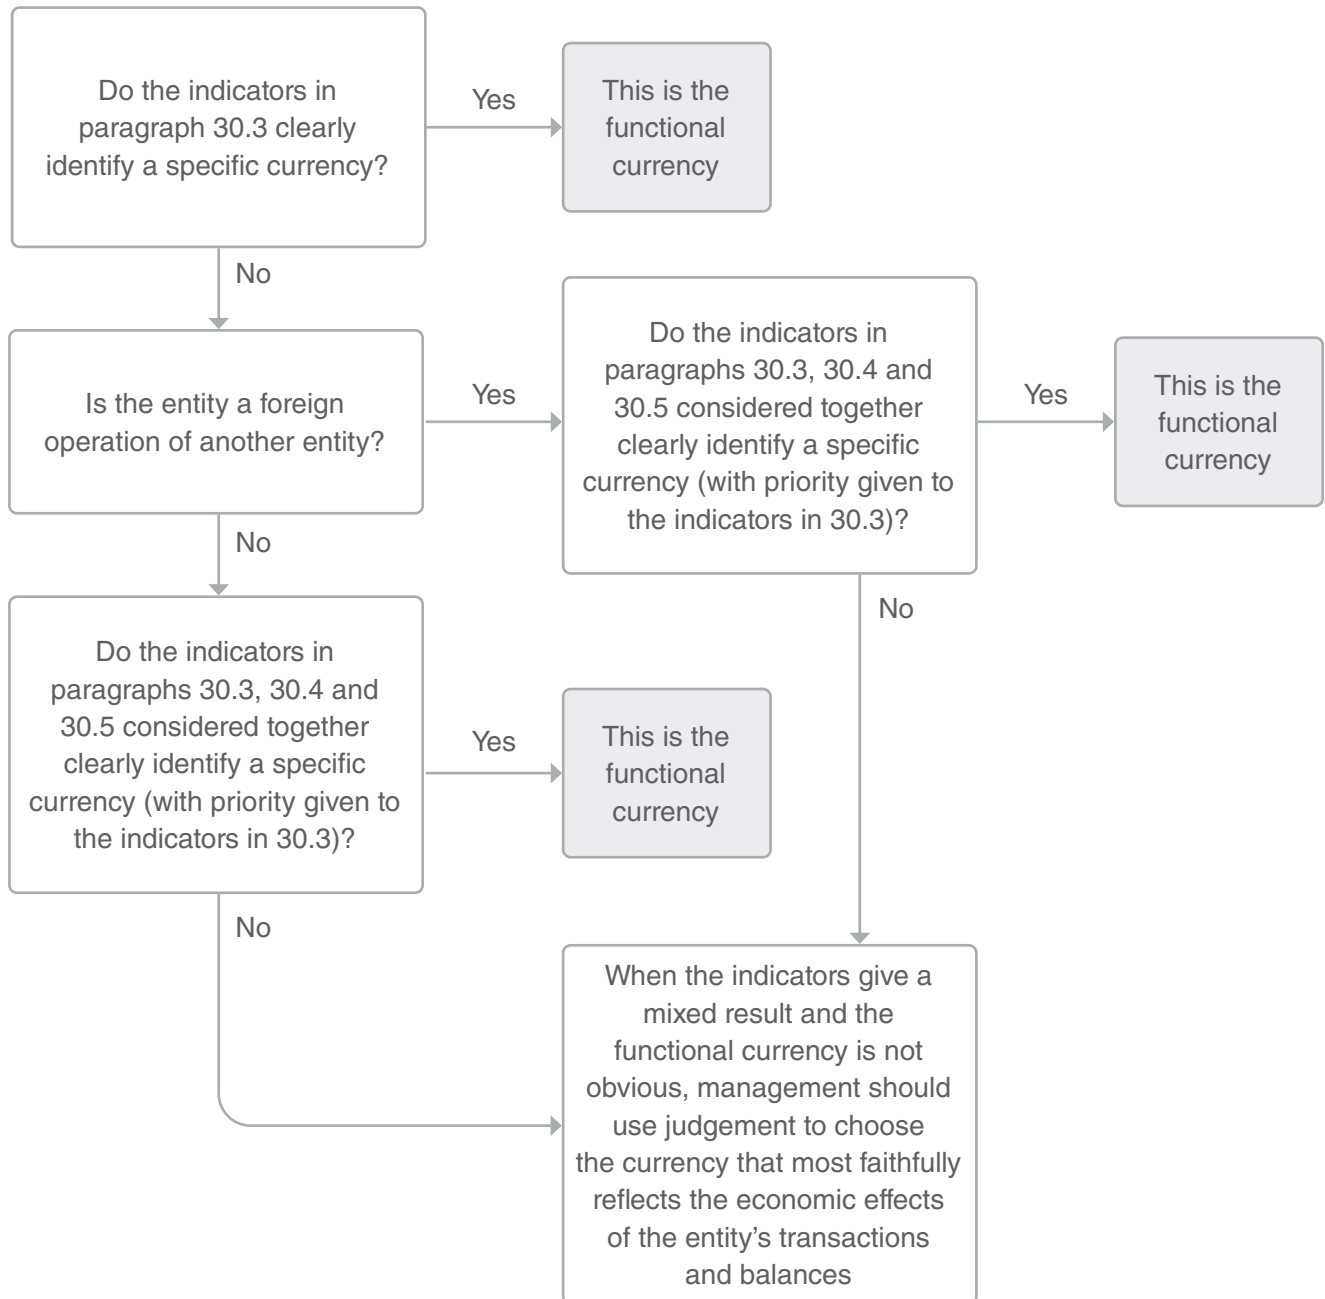 Do the indicators in
paragraph 30.3 clearly
identify a specific currency?
Yes
This is the
functional
currency
No
Is the entity a foreign
operation of another entity?
Yes
Do the indicators in
paragraphs 30.3, 30.4 and
30.5 considered together
clearly identify a specific
currency (with priority given to
the indicators in 30.3)?
Yes
This is the
functional
currency
No
No
Do the indicators in
paragraphs 30.3, 30.4 and
30.5 considered together
clearly identify a specific
currency (with priority given to
the indicators in 30.3)?
Yes
This is the
functional
currency
No
When the indicators give a
mixed result and the
functional currency is not
obvious, management should
use judgement to choose
the currency that most faithfully
reflects the economic effects
of the entity’s transactions
and balances